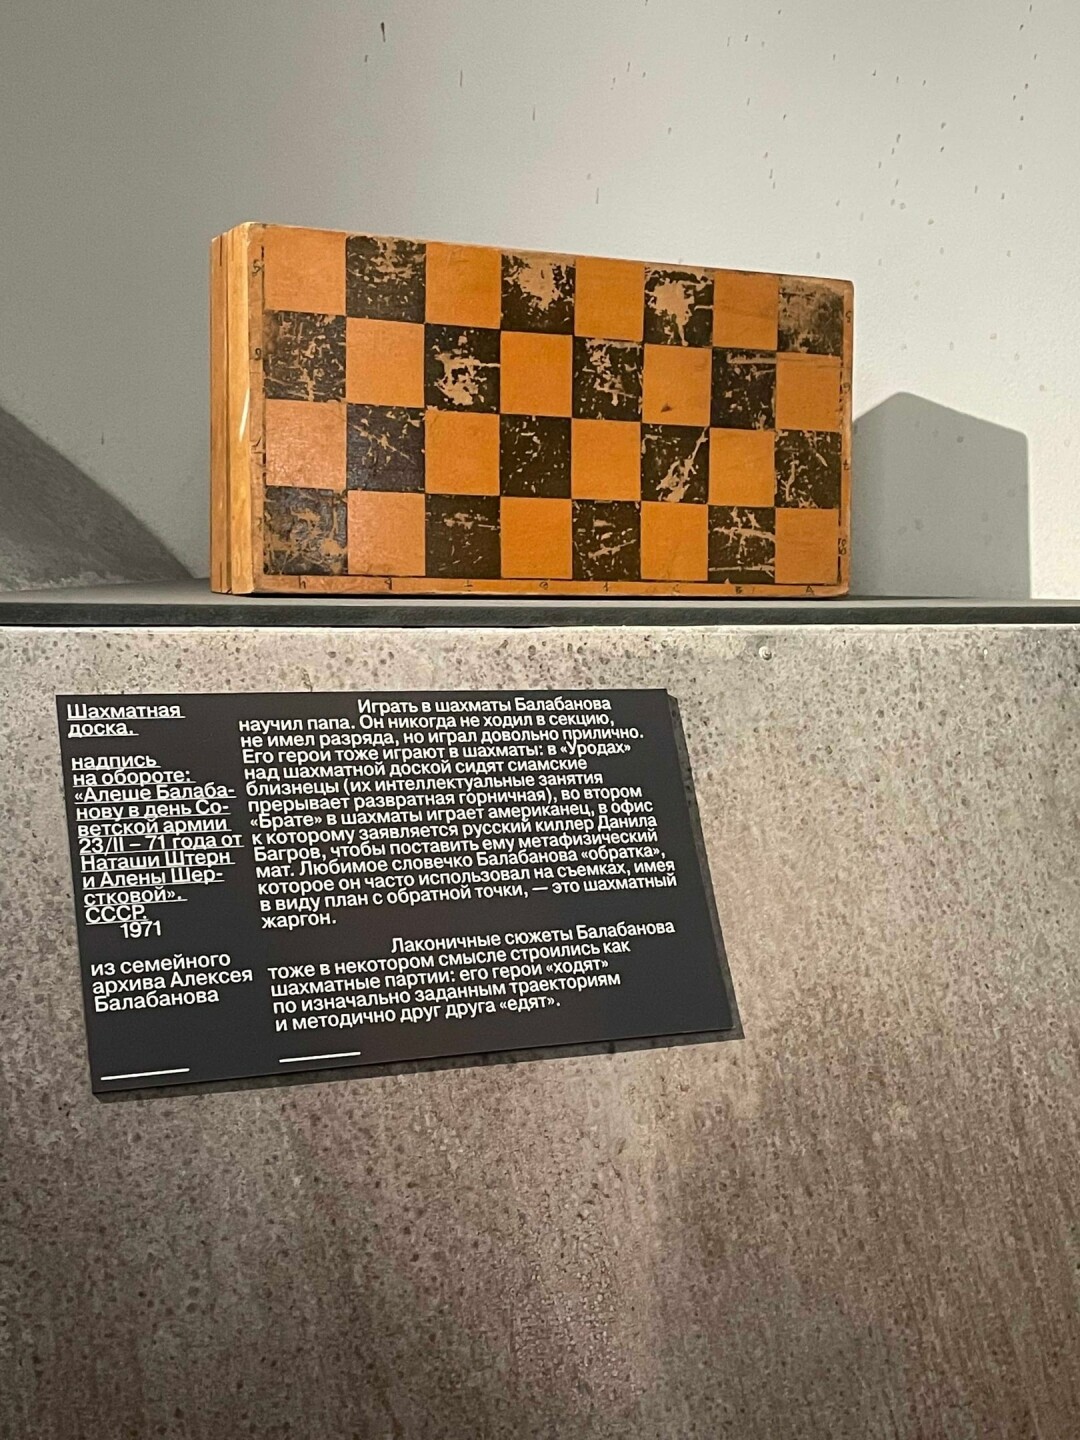 Шахматная
доска.
надпись
на обороте:
«Алеше Балаба-
нову в день Со-
ветской армии
23/II – 71 года от
Наташи Штерн
и Алены Шер-
стковой».
СССР.
1971
из семейного
архива Алексея
Балабанова
Играть в шахматы Балабанова
научил папа. Он никогда не ходил в секцию,
не имел разряда, но играл довольно прилично.
Его герои тоже играют в шахматы: в «Уродах»
над шахматной доской сидят сиамские
близнецы (их интеллектуальные занятия
прерывает развратная горничная), во втором
«Брате» в шахматы играет американец, в офис
к которому заявляется русский киллер Данила
Багров, чтобы поставить ему метафизический
мат. Любимое словечко Балабанова «обратка»,
которое он часто использовал на съемках, имея
в виду план с обратной точки, — это шахматный
жаргон.
Лаконичные сюжеты Балабанова
тоже в некотором смысле строились как
шахматные партии: его герои «ходят»
по изначально заданным траекториям
и методично друг друга «едят».